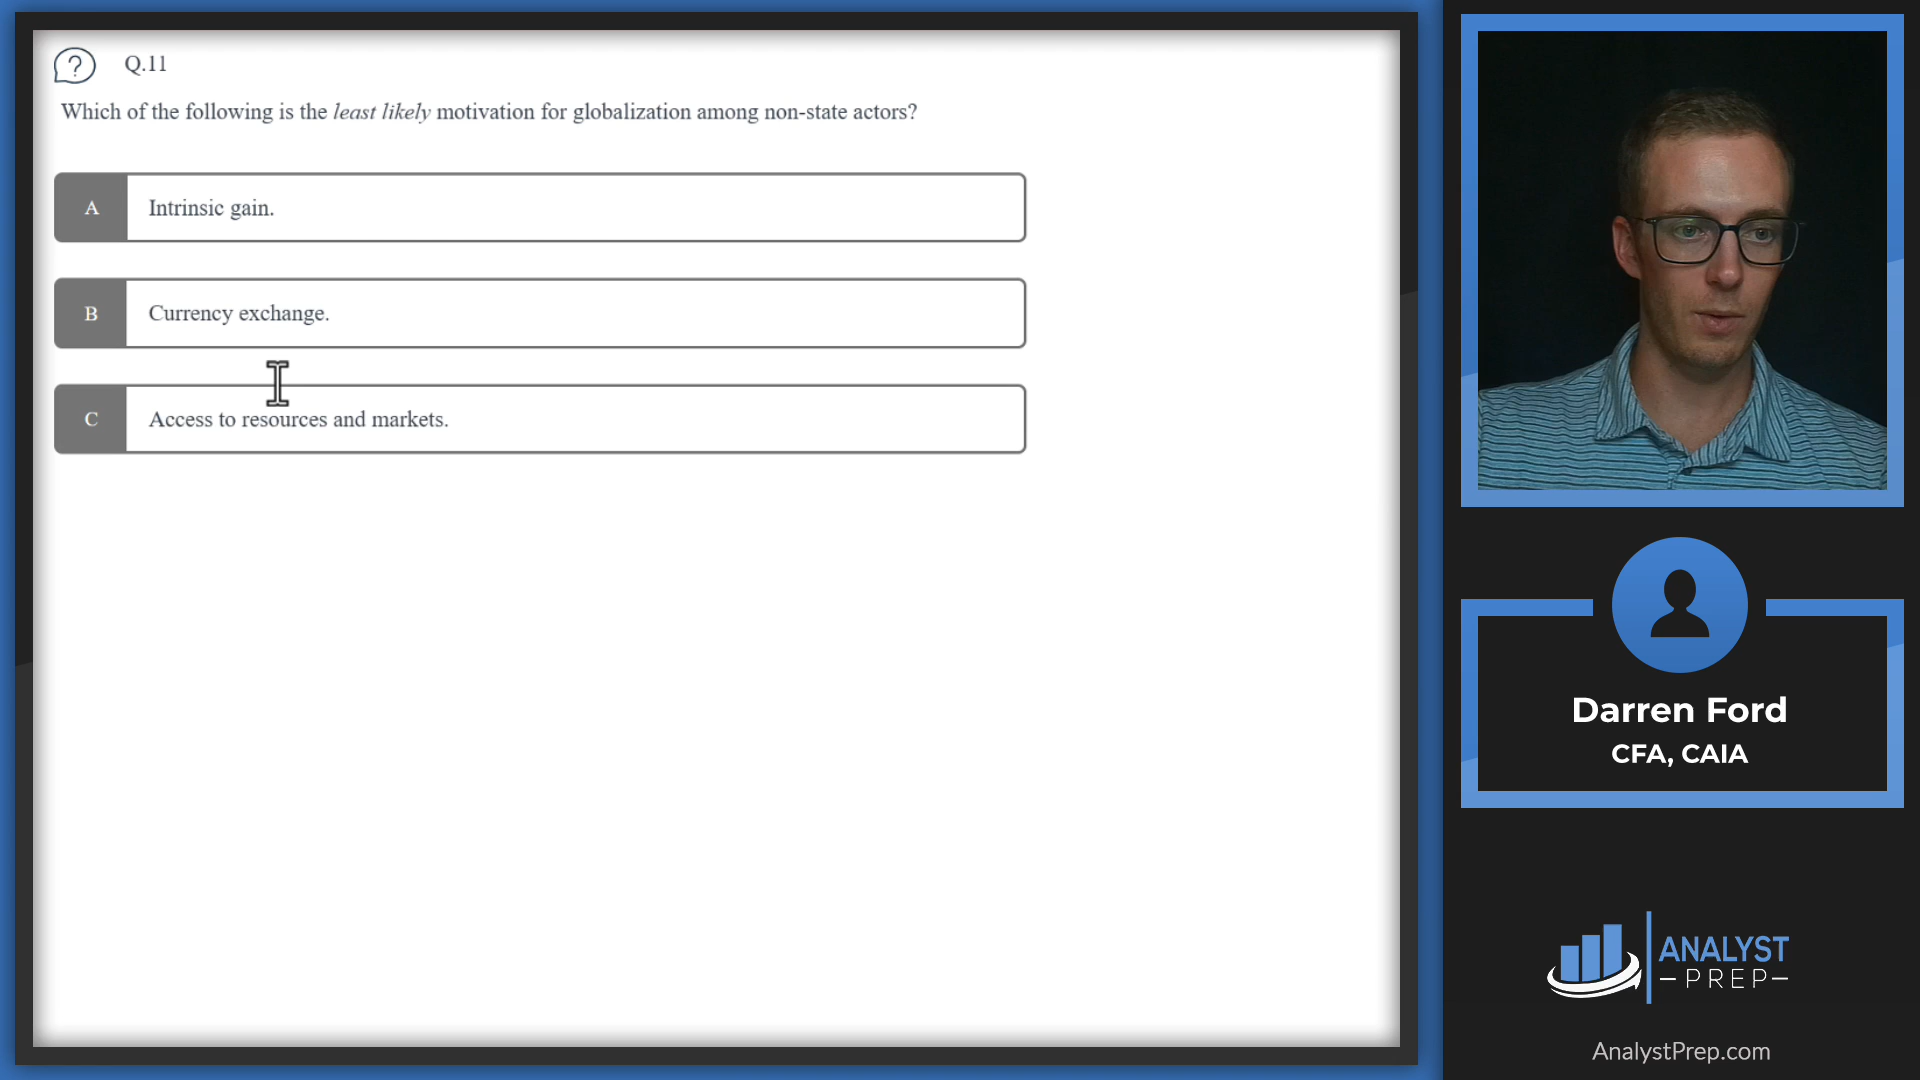 ?
Q.11
Which of the following is the least likely motivation for globalization among non-state actors?
A
Intrinsic gain.
B
Currency exchange.
C
Access to resources and markets.
Darren Ford
CFA, CAIA
ANALYST
PREP
AnalystPrep.com